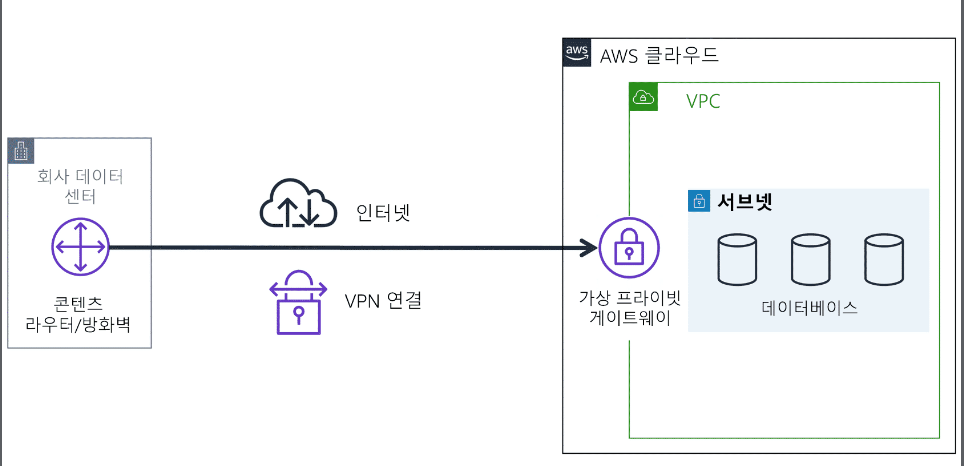 aws
AWS 클라우드
VPC
회사 데이터
센터
인터넷
서브넷
콘텐츠
라우터/방화벽
VPN 연결
가상 프라이빗
게이트웨이
데이터베이스